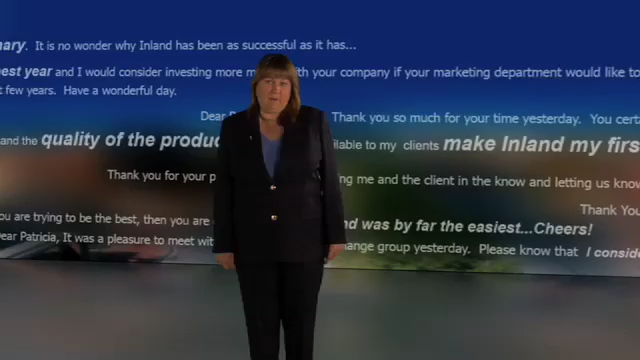 ary. It is no wonder why Inland has been as successful as it has...
est year and I would consider investing more with your company if your marketing department would like to
t few years. Have a wonderful day.
Dear Thank you so much for your time yesterday. You certa
and the quality of the produc ilable to my clients make Inland my firs
Thank you for your p ing me and the client in the know and letting us know
Thank You
ou are trying to be the best, then you are nd was by far the easiest...Cheers!
Dear Patricia, It was a pleasure to meet wit ange group yesterday. Please know that I conside